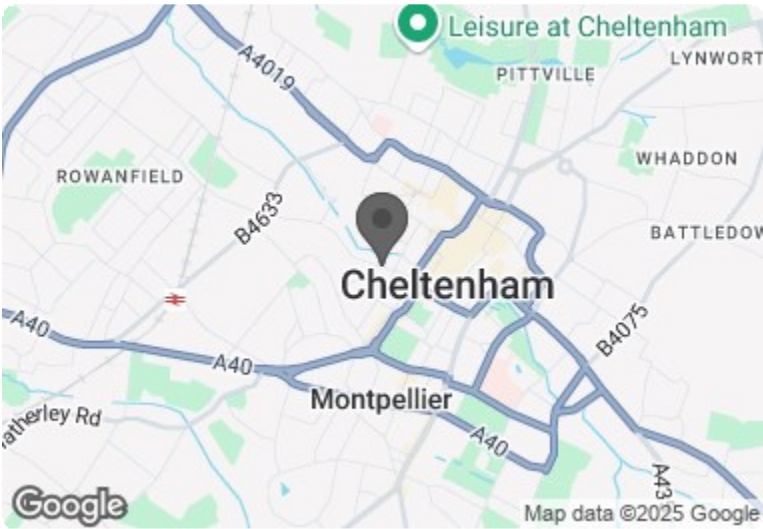 Leisure at Cheltenham
A4019
LYNWORT
PITTVILLE
WHADDON
ROWANFIELD
B4633
BATTLEDOW
Cheltenham
A40
B4075
A40
Montpellier
atherley Rd
A40
A43
Google
Map data ©2025 Google